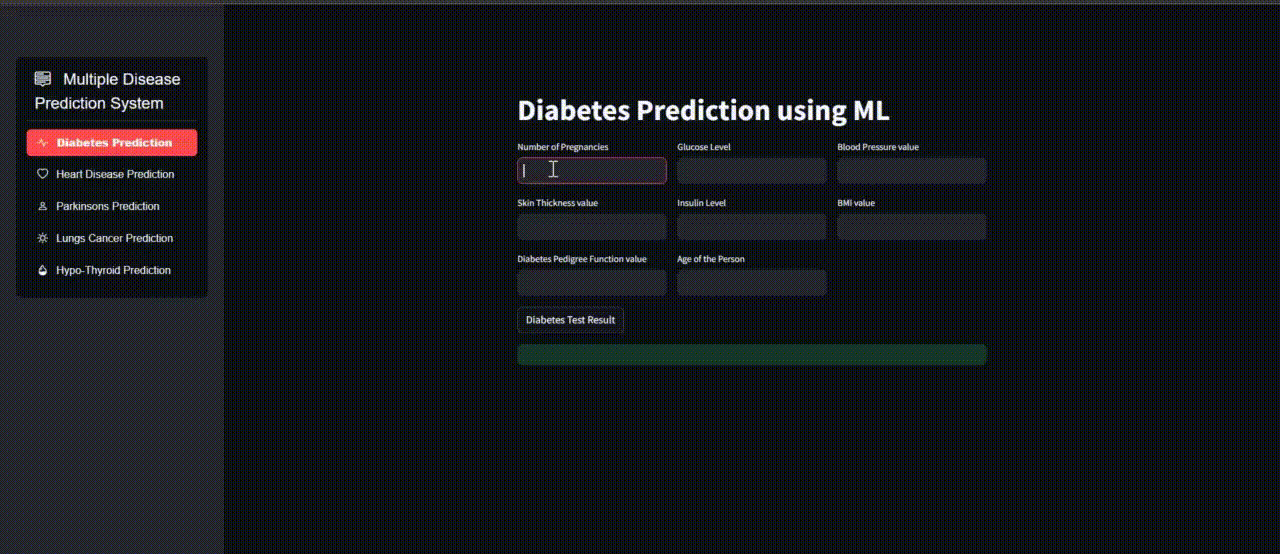 Multiple Disease
Prediction System
Diabetes Prediction
Heart Disease Prediction
Parkinsons Prediction
Lungs Cancer Prediction
Hypo-Thyroid Prediction
Diabetes Prediction using ML
Number of Pregnancies
Glucose Level
Blood Pressure value
Skin Thickness value
Insulin Level
BMI value
Diabetes Pedigree Function value
Age of the Person
Diabetes Test Result